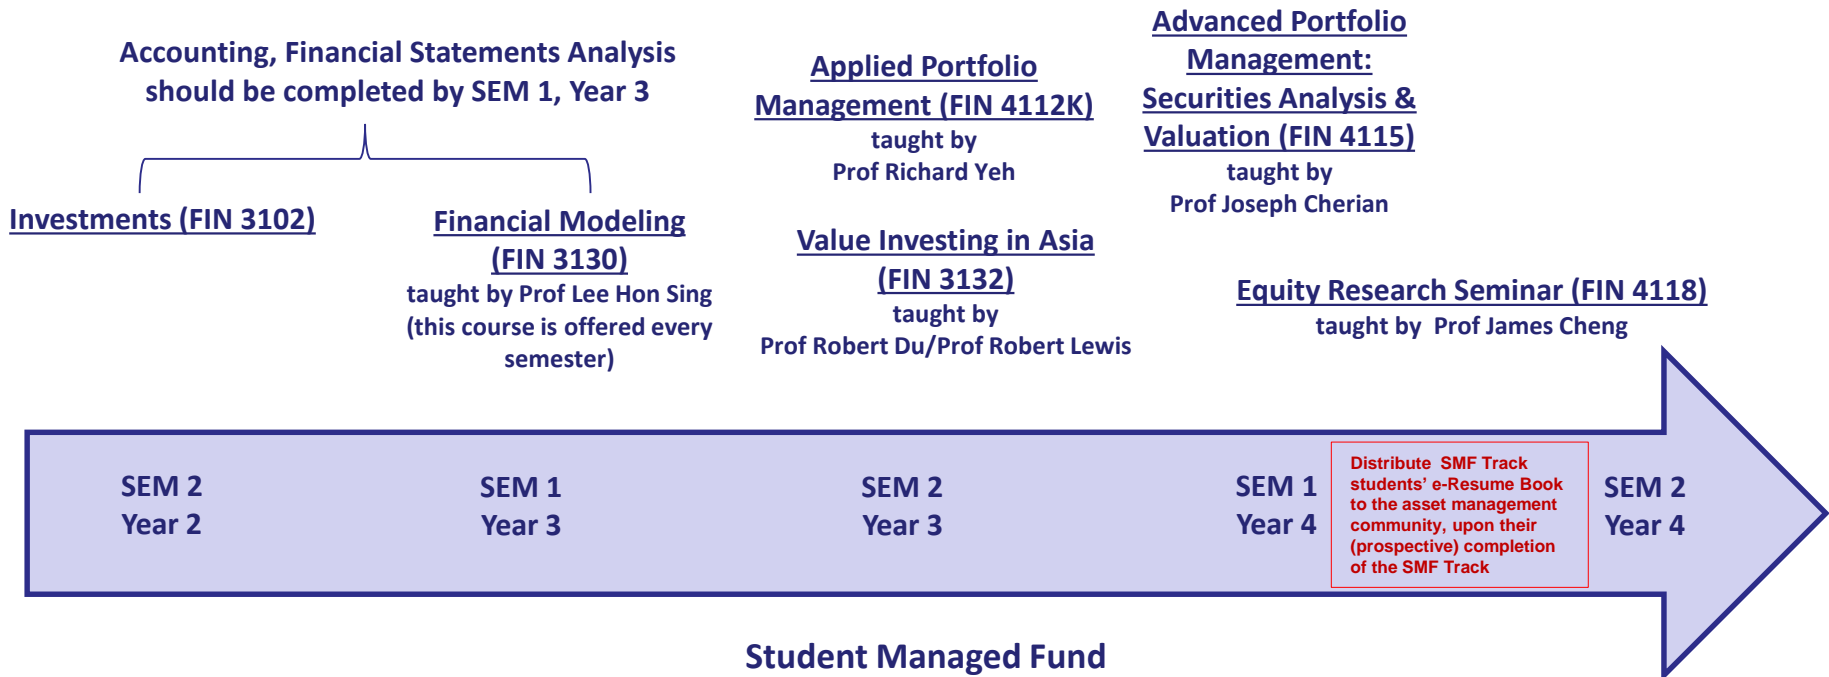 Accounting, Financial Statements Analysis
should be completed by SEM 1, Year 3
Investments (FIN 3102)
Financial Modeling
(FIN 3130)
taught by Prof Lee Hon Sing
(this course is offered every
semester)
Applied Portfolio
Management (FIN 4112K)
taught by
Prof Richard Yeh
Value Investing in Asia
(FIN 3132)
taught by
Prof Robert Du/Prof Robert Lewis
Advanced Portfolio
Management:
Securities Analysis &
Valuation (FIN 4115)
taught by
Prof Joseph Cherian
Equity Research Seminar (FIN 4118)
taught by Prof James Cheng
SEM 2
Year 2
SEM 1
Year 3
SEM 2
Year 3
SEM 1
Year 4
Distribute SMF Track
students’ e-Resume Book
to the asset management
community, upon their
(prospective) completion
of the SMF Track
SEM 2
Year 4
Student Managed Fund